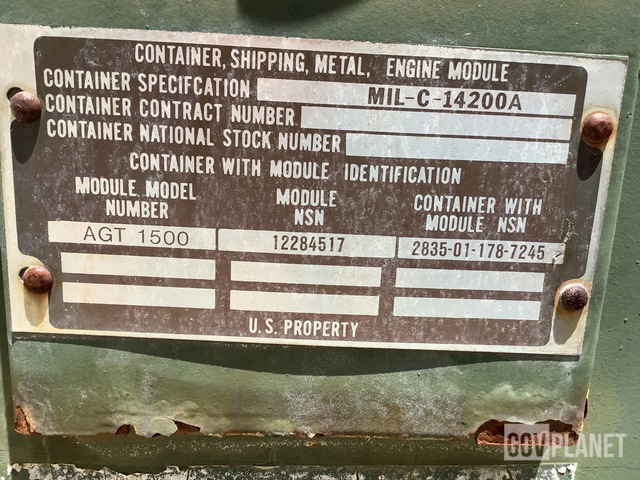 CONTAINER, SHIPPING, METAL, ENGINE MODULE
CONTAINER SPECIFCATION MIL-C-14200A
CONTAINER CONTRACT NUMBER
CONTAINER NATIONAL STOCK NUMBER
CONTAINER WITH MODULE IDENTIFICATION
MODULE MODEL NUMBER
MODULE NSN
CONTAINER WITH MODULE NSN
AGT 1500 12284517 2835-01-178-7245
U.S. PROPERTY
GOVPLANET